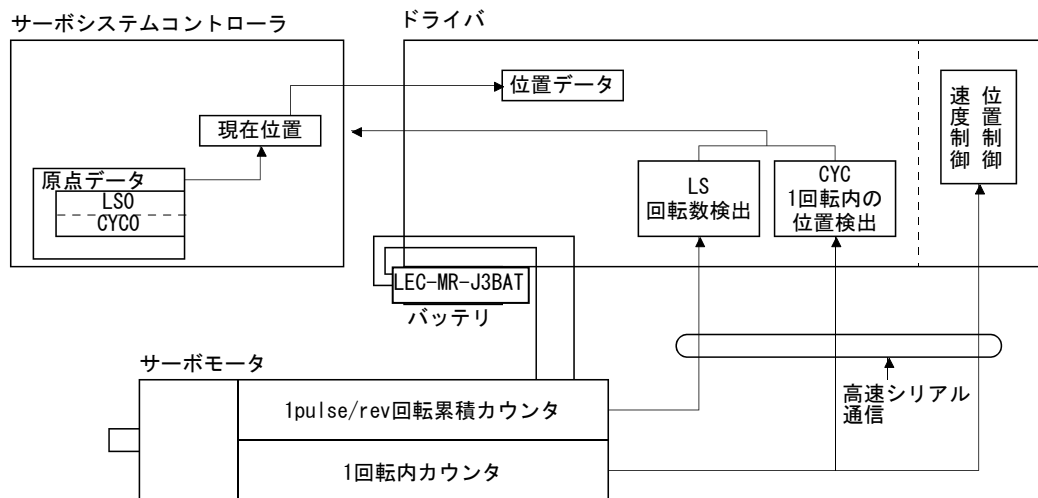 サーボシステムコントローラ
ドライバ
位置データ
現在位置
原点データ
LS0
CYC0
LS
回転数検出
CYC
1回転内の
位置検出
位置制御
速度制御
LEC-MR-J3BAT
バッテリ
サーボモータ
1pulse/rev回転累積カウンタ
1回転内カウンタ
高速シリアル
通信